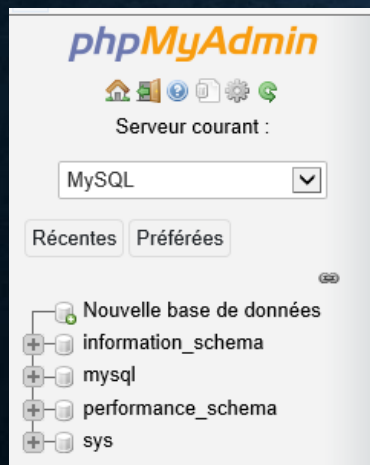 phpMyAdmin
Serveur courant :
MySQL
Récentes Préférées
Nouvelle base de données
information_schema
mysql
performance_schema
sys